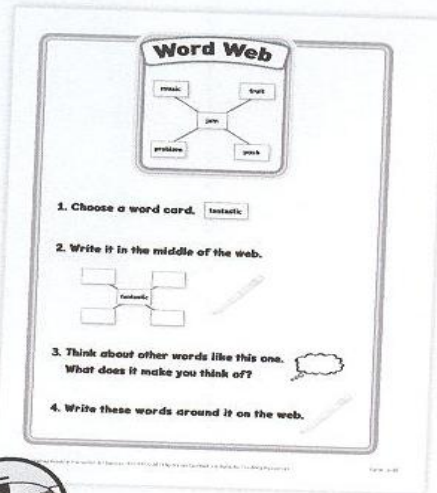 Word Web
music
fruit
jam
problem
push
1. Choose a word card.
fantastic
2. Write it in the middle of the web.
fantastic
3. Think about other words like this one.
What does it make you think of?
4. Write these words around it on the web.